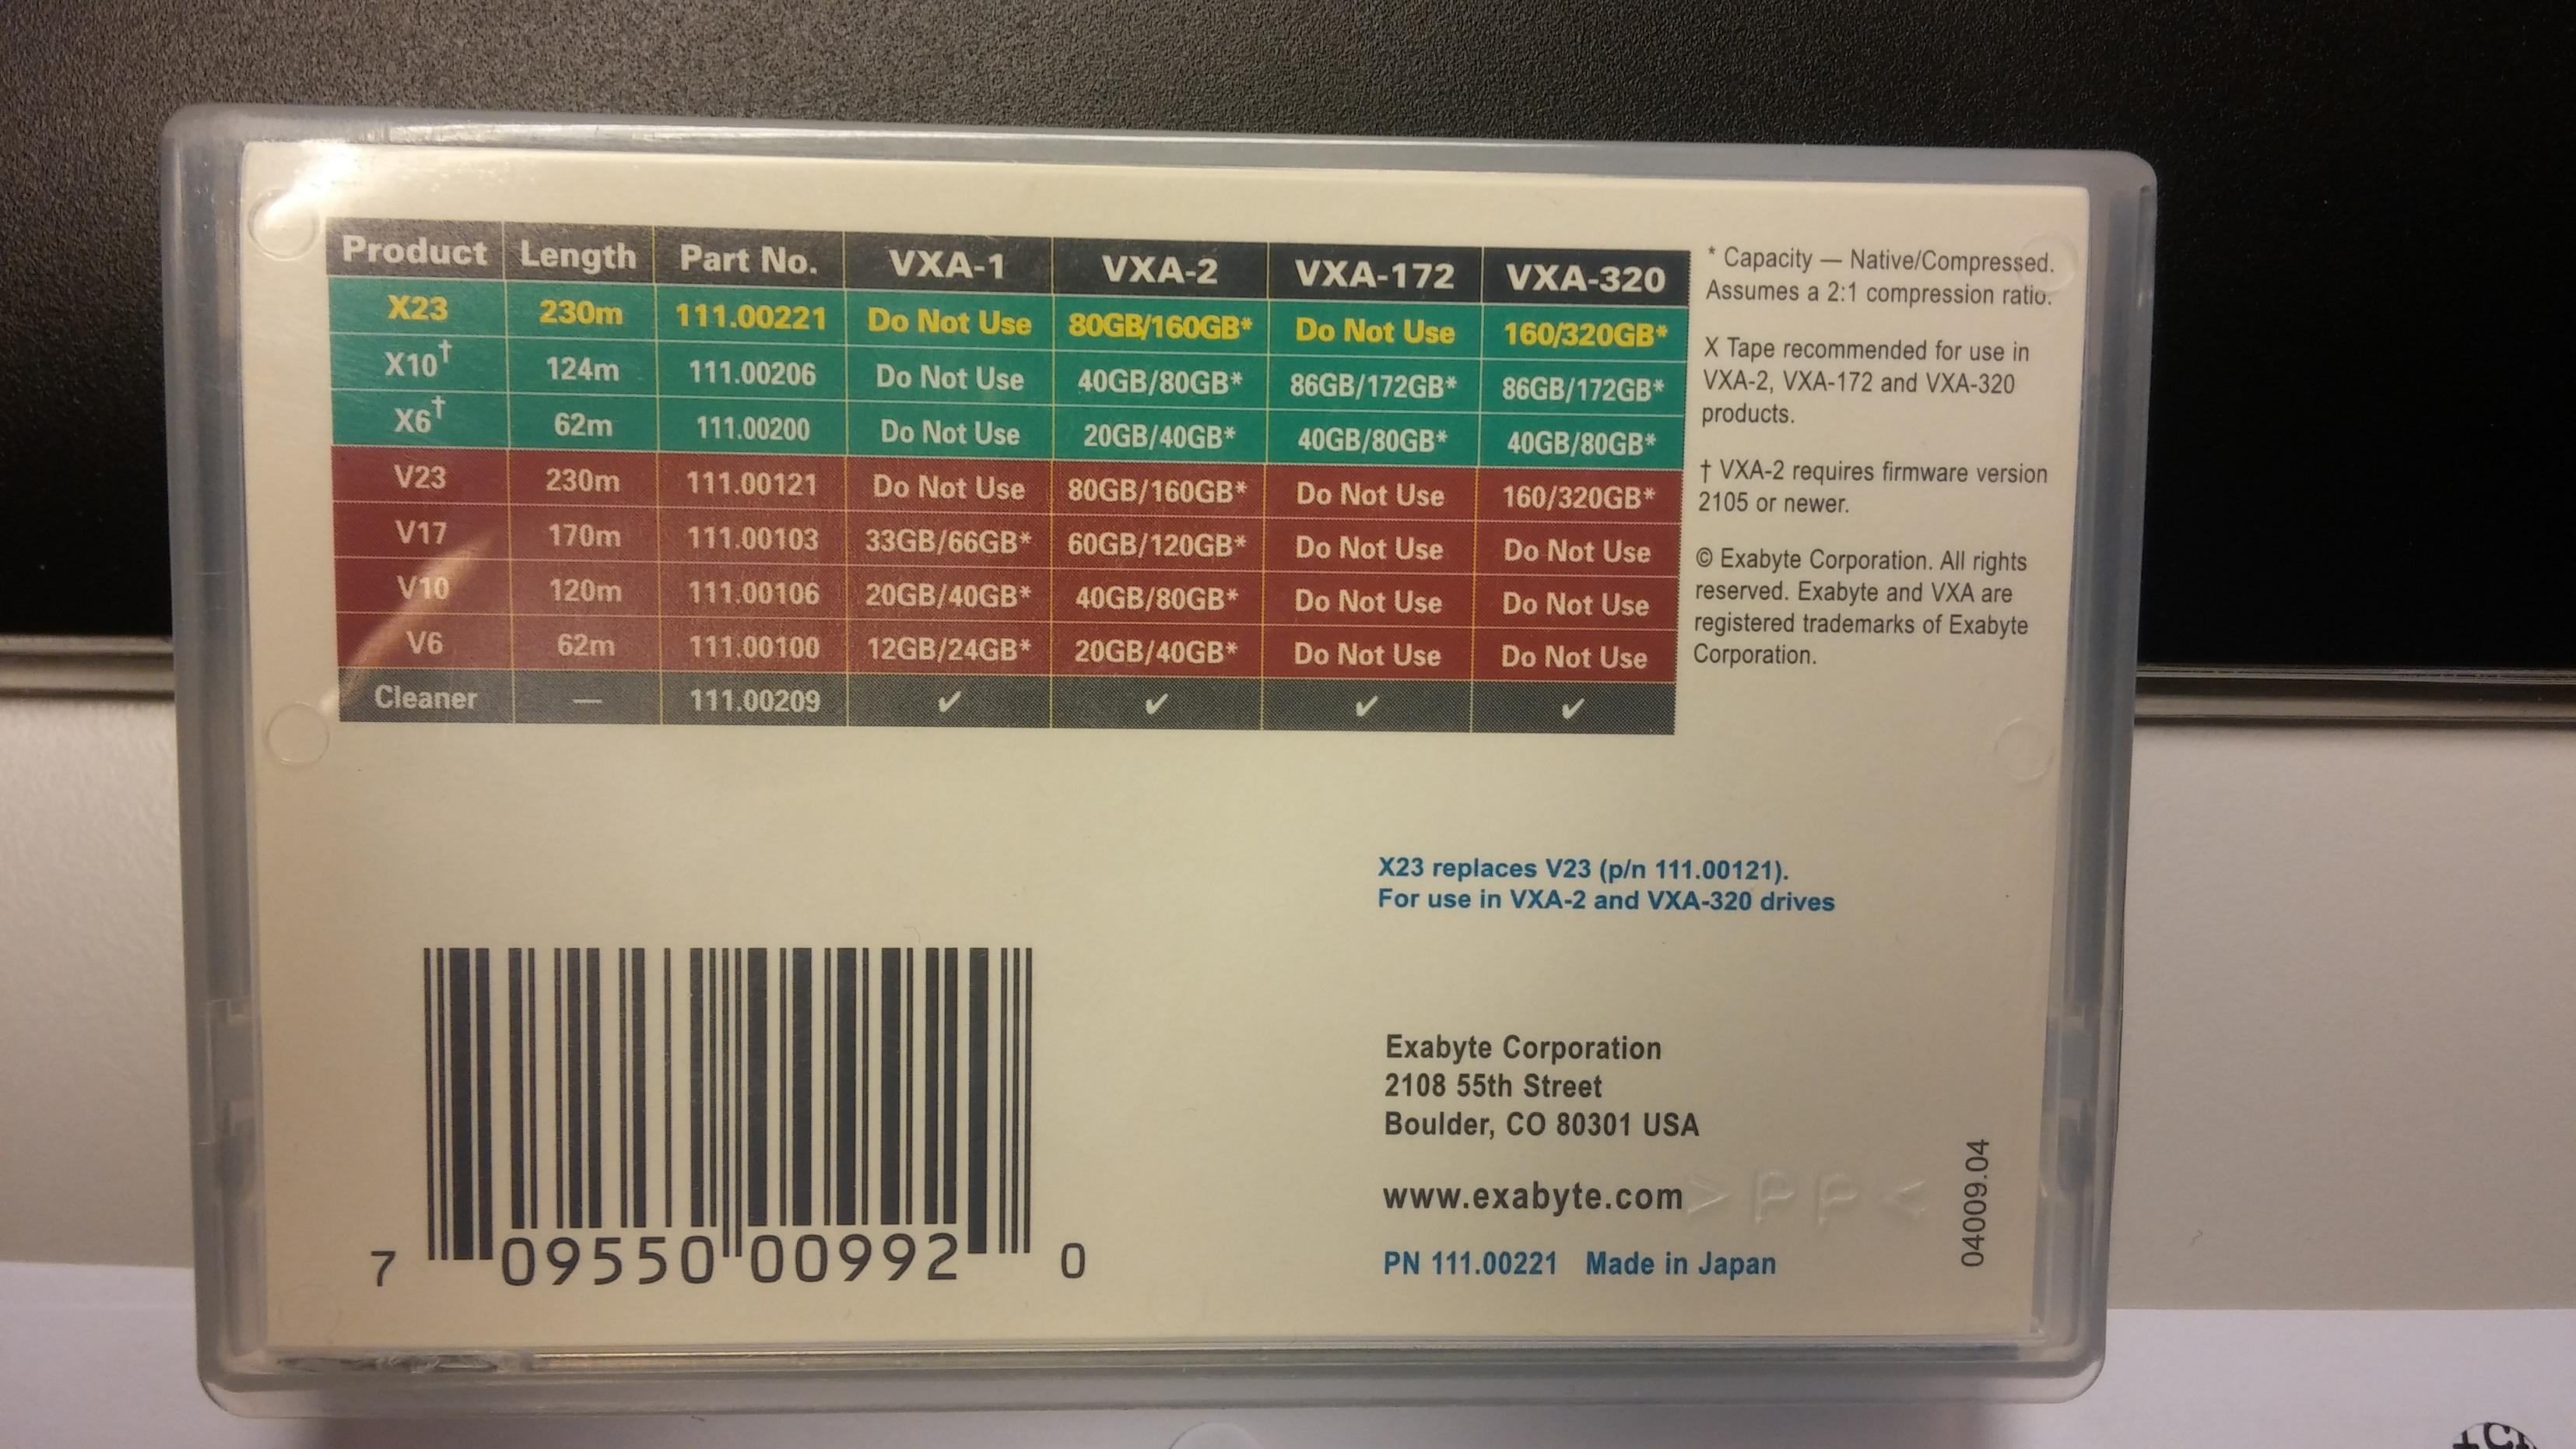 Product Length Part No. VXA-1 VXA-2 VXA-172 VXA-320
X23 230m 111.00221 Do Not Use 80GB/160GB* Do Not Use 160/320GB*
X10† 124m 111.00206 Do Not Use 40GB/80GB* 86GB/172GB* 86GB/172GB*
X6† 62m 111.00200 Do Not Use 20GB/40GB* 40GB/80GB* 40GB/80GB*
V23 230m 111.00121 Do Not Use 80GB/160GB* Do Not Use 160/320GB*
V17 170m 111.00103 33GB/66GB* 60GB/120GB* Do Not Use Do Not Use
V10 120m 111.00106 20GB/40GB* 40GB/80GB* Do Not Use Do Not Use
V6 62m 111.00100 12GB/24GB* 20GB/40GB* Do Not Use Do Not Use
Cleaner — 111.00209 ✓ ✓ ✓ ✓
* Capacity — Native/Compressed.
Assumes a 2:1 compression ratio.
X Tape recommended for use in
VXA-2, VXA-172 and VXA-320
products.
† VXA-2 requires firmware version
2105 or newer.
© Exabyte Corporation. All rights
reserved. Exabyte and VXA are
registered trademarks of Exabyte
Corporation.
X23 replaces V23 (p/n 111.00121).
For use in VXA-2 and VXA-320 drives
Exabyte Corporation
2108 55th Street
Boulder, CO 80301 USA
www.exabyte.com
>PP<
PN 111.00221 Made in Japan
04009.04
7 09550 00992 0